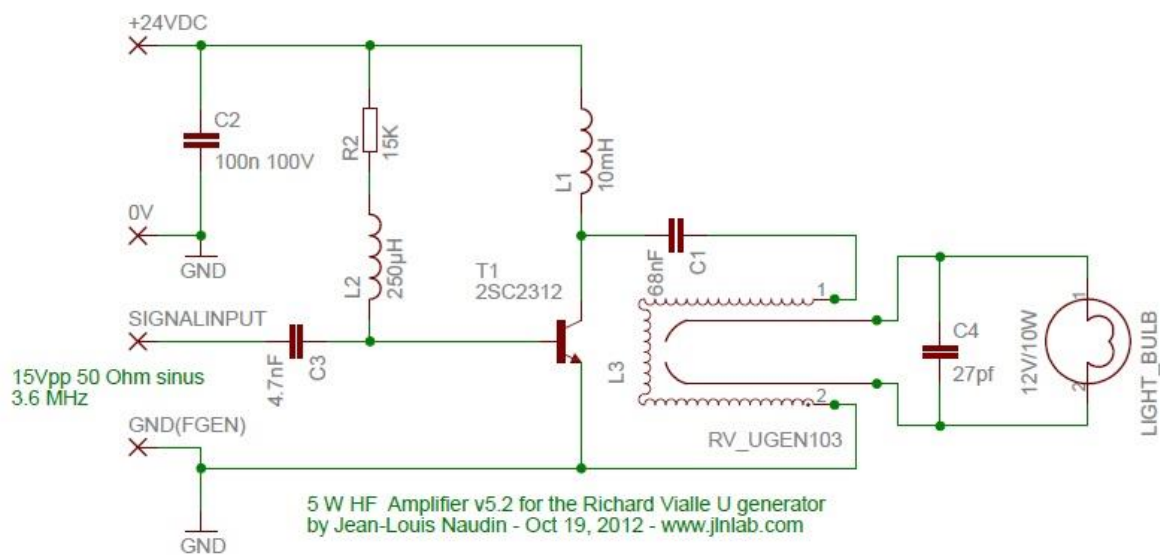 +24VDC
C2
100n 100V
R2
15K
L1
10mH
0V
GND
L2
250µH
T1
2SC2312
68nF
C1
SIGNALINPUT
4.7nF
C3
15Vpp 50 Ohm sinus
3.6 MHz
L3
1
2
RV_UGEN103
C4
27pf
12V/10W
1
2
LIGHT_BULB
GND(FGEN)
GND
5 W HF Amplifier v5.2 for the Richard Vialle U generator
by Jean-Louis Naudin - Oct 19, 2012 - www.jlnlab.com